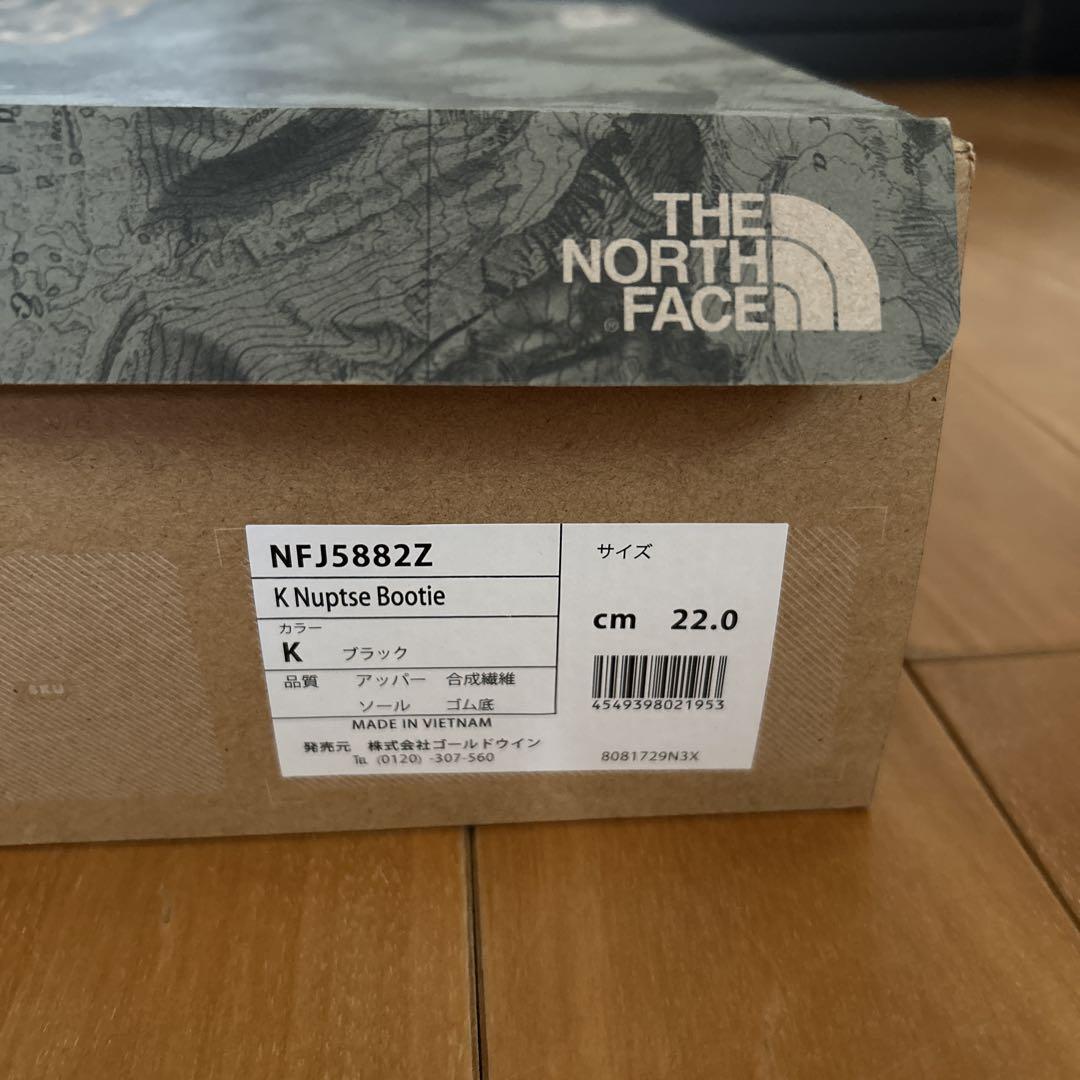 THE
NORTH
FACE
®
NFJ5882Z
K Nuptse Bootie
カラー
K ブラック
品質 アッパー 合成繊維
ソール ゴム底
MADE IN VIETNAM
発売元 株式会社ゴールドウイン
℡ (0120) -307-560
サイズ
cm 22.0
4549398021953
8081729N3X
SKU